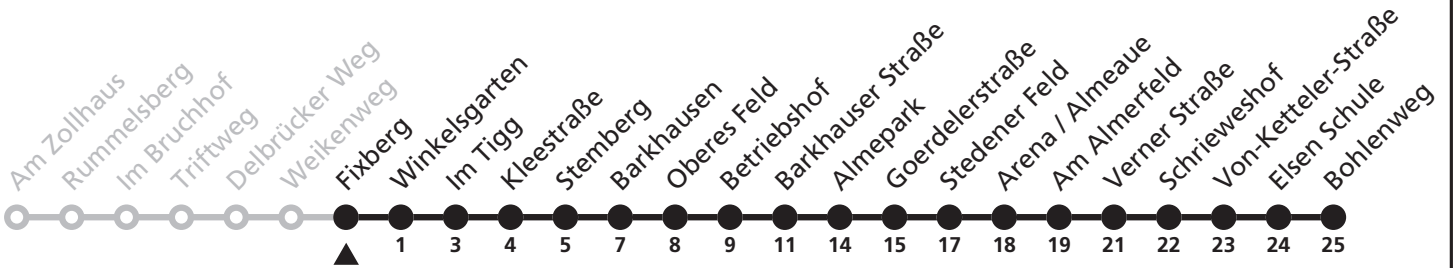 Am Zollhaus
Rummelsberg
Im Bruchhof
Triftweg
Delbrücker Weg
Weikenweg
Fixberg
Winkelsgarten
Im Tigg
Kleestraße
Stemberg
Barkhausen
Oberes Feld
Betriebshof
Barkhauser Straße
Almepark
Goerdelerstraße
Stedener Feld
Arena / Almeaue
Am Almerfeld
Verner Straße
Schrieweshof
Von-Ketteler-Straße
Elsen Schule
Bohlenweg
1 3 4 5 7 8 9 11 14 15 17 18 19 21 22 23 24 25